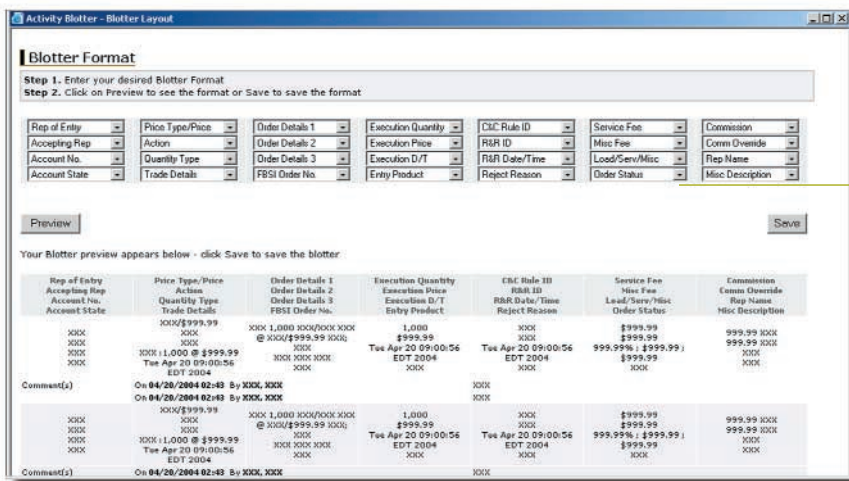 Activity Blotter - Blotter Layout
Blotter Format
Step 1. Enter your desired Blotter Format
Step 2. Click on Preview to see the format or Save to save the format
Rep of Entry Price Type/Price Order Details 1 Execution Quantity C&C Rule ID Service Fee Commission
Accepting Rep Action Order Details 2 Execution Price R&R ID Misc Fee Comm Override
Account No. Quantity Type Order Details 3 Execution D/T R&R Date/Time Load/Serv/Misc Rep Name
Account State Trade Details FBSI Order No. Entry Product Reject Reason Order Status Misc Description
Preview Save
Your Blotter preview appears below - click Save to save the blotter
Rep of Entry Price Type/Price Order Details 1 Execution Quantity C&C Rule ID Service Fee Commission
Accepting Rep Action Order Details 2 Execution Price R&R ID Misc Fee Comm Override
Account No. Quantity Type Order Details 3 Execution D/T R&R Date/Time Load/Serv/Misc Rep Name
Account State Trade Details FBSI Order No. Entry Product Reject Reason Order Status Misc Description
XXX
XXX
XXX
XXX
XXX/$999.99
XXX
XXX
XXX : 1,000 @ $999.99
Tue Apr 20 09:00:56
EDT 2004
XXX 1,000 XXX/XXX XXX
@ XXX/$999.99 XXX;
XXX
XXX XXX XXX
XXX
1,000
$999.99
Tue Apr 20 09:00:56
EDT 2004
XXX
XXX
XXX
Tue Apr 20 09:00:56
EDT 2004
XXX
$999.99
$999.99
999.99% ; $999.99 ;
$999.99
XXX
999.99 XXX
999.99 XXX
XXX
XXX
Comment(s) On 04/20/2004 02:43 By XXX, XXX XXX
On 04/20/2004 02:43 By XXX, XXX XXX
XXX
XXX
XXX
XXX
XXX/$999.99
XXX
XXX
XXX : 1,000 @ $999.99
Tue Apr 20 09:00:56
EDT 2004
XXX 1,000 XXX/XXX XXX
@ XXX/$999.99 XXX;
XXX
XXX XXX XXX
XXX
1,000
$999.99
Tue Apr 20 09:00:56
EDT 2004
XXX
XXX
XXX
Tue Apr 20 09:00:56
EDT 2004
XXX
$999.99
$999.99
999.99% ; $999.99 ;
$999.99
XXX
999.99 XXX
999.99 XXX
XXX
XXX
Comment(s) On 04/20/2004 02:43 By XXX, XXX XXX